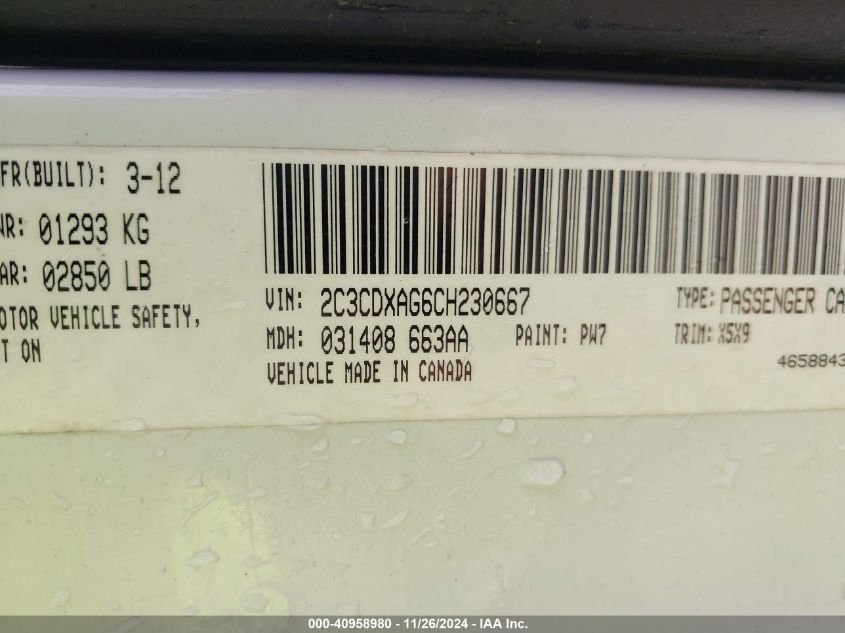 FR(BUILT): 3-12
WR: 01293 KG
AR: 02850 LB
OTOR VEHICLE SAFETY,
T ON
VIN: 2C3CDXAG6CH230667
TYPE: PASSENGER CA
MDH: 031408 663AA
PAINT: PW7
TRIM: X5X9
VEHICLE MADE IN CANADA
4658843
000-40958980 - 11/26/2024 - IAA Inc.